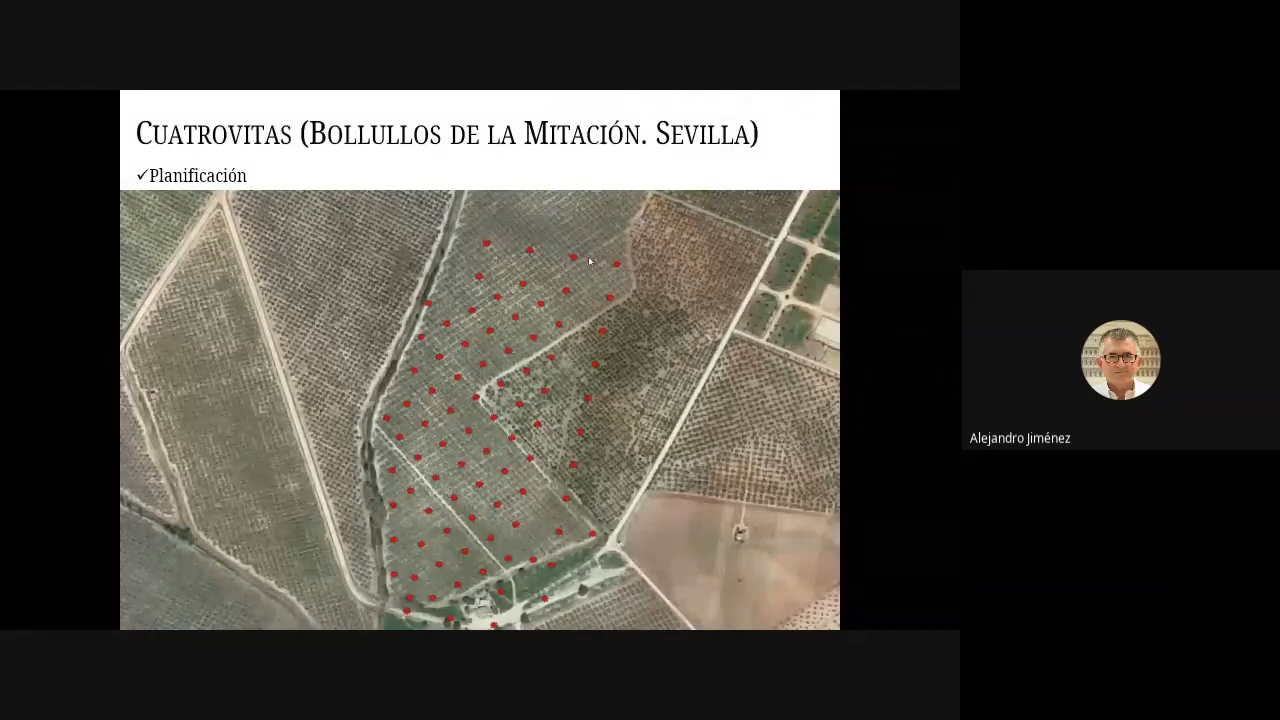 Cuatrovitas (Bollullos de la Mitación. Sevilla)
✓Planificación
Alejandro Jiménez